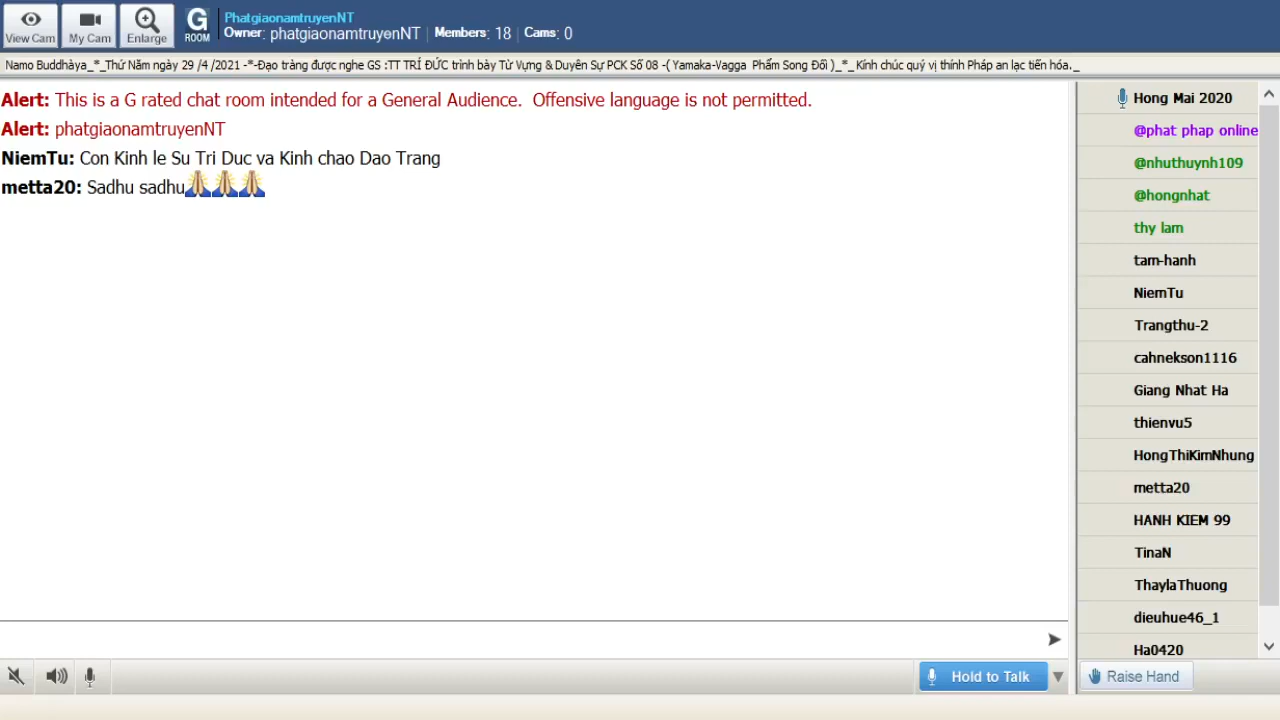 View Cam
My Cam
Enlarge
G
ROOM
PhatgiaonamtruyenNT
Owner: phatgiaonamtruyenNT | Members: 18 | Cams: 0
Namo Buddhàya_*_Thứ Năm ngày 29 /4 /2021 -*-Đạo tràng được nghe GS :TT TRÍ ĐỨC trình bày Từ Vựng & Duyên Sự PCK Số 08 -( Yamaka-Vagga Phẩm Song Đối )_*_ Kính chúc quý vị thính Pháp an lạc tiến hóa._
Alert: This is a G rated chat room intended for a General Audience. Offensive language is not permitted.
Alert: phatgiaonamtruyenNT
NiemTu: Con Kinh le Su Tri Duc va Kinh chao Dao Trang
metta20: Sadhu sadhu🙏🙏🙏
Hong Mai 2020
@phat phap online
@nhuthuynh109
@hongnhat
thy lam
tam-hanh
NiemTu
Trangthu-2
cahnekson1116
Giang Nhat Ha
thienvu5
HongThiKimNhung
metta20
HANH KIEM 99
TinaN
ThaylaThuong
dieuhue46_1
Ha0420
Hold to Talk
Raise Hand